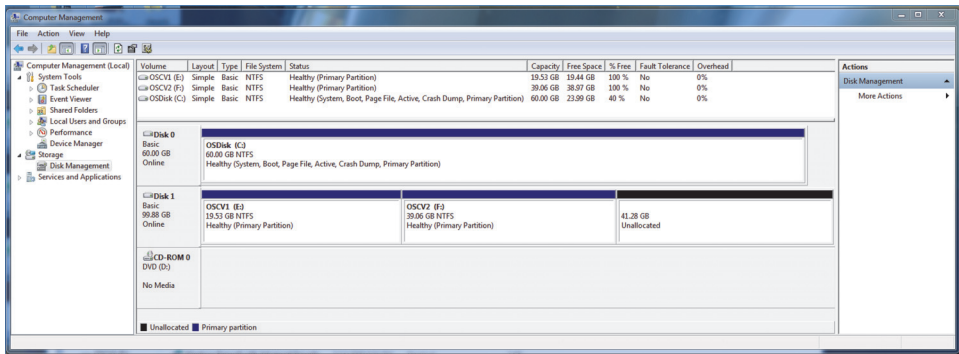 Computer Management
File Action View Help
Computer Management (Local)
System Tools
Task Scheduler
Event Viewer
Shared Folders
Local Users and Groups
Performance
Device Manager
Storage
Disk Management
Services and Applications
Volume Layout Type File System Status Capacity Free Space % Free Fault Tolerance Overhead
OSCV1 (E:) Simple Basic NTFS Healthy (Primary Partition) 19.53 GB 19.44 GB 100 % No 0%
OSCV2 (F:) Simple Basic NTFS Healthy (Primary Partition) 39.06 GB 38.97 GB 100 % No 0%
OSDisk (C:) Simple Basic NTFS Healthy (System, Boot, Page File, Active, Crash Dump, Primary Partition) 60.00 GB 23.99 GB 40 % No 0%
Disk 0
Basic
60.00 GB
Online
OSDisk (C:)
60.00 GB NTFS
Healthy (System, Boot, Page File, Active, Crash Dump, Primary Partition)
Disk 1
Basic
99.88 GB
Online
OSCV1 (E:)
19.53 GB NTFS
Healthy (Primary Partition)
OSCV2 (F:)
39.06 GB NTFS
Healthy (Primary Partition)
41.28 GB
Unallocated
CD-ROM 0
DVD (D:)
No Media
Unallocated Primary partition
Actions
Disk Management
More Actions